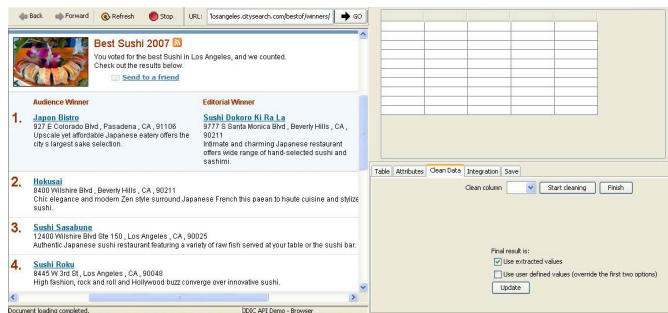 Back Forward Refresh Stop URL: 'losangeles.citysearch.com/bestof/winners/ GO
Best Sushi 2007
You voted for the best Sushi in Los Angeles, and we counted.
Check out the results below.
Send to a friend
Audience Winner Editorial Winner
1. Japon Bistro Sushi Dokoro Ki Ra La
927 E Colorado Blvd , Pasadena , CA , 91106 9777 S Santa Monica Blvd , Beverly Hills , CA ,
Upscale yet affordable Japanese eatery offers the 90211
city s largest sake selection. Intimate and charming Japanese restaurant
offers wide range of hand-selected sushi and
sashimi.
2. Hokusai
8400 Wilshire Blvd , Beverly Hills , CA , 90211
Chic elegance and modern Zen style surround Japanese French this paean to haute cuisine and stylize
sushi.
3. Sushi Sasabune
12400 Wilshire Blvd Ste 150 , Los Angeles , CA , 90025
Authentic Japanese sushi restaurant featuring a variety of raw fish served at your table or the sushi bar.
4. Sushi Roku
8445 W 3rd St , Los Angeles , CA , 90048
High fashion, rock and roll and Hollywood buzz converge over innovative sushi.
Document loading completed. JDIC API Demo - Browser
Table Attributes Clean Data Integration Save
Clean column Start cleaning Finish
Final result is:
Use extracted values
Use user defined values (override the first two options)
Update